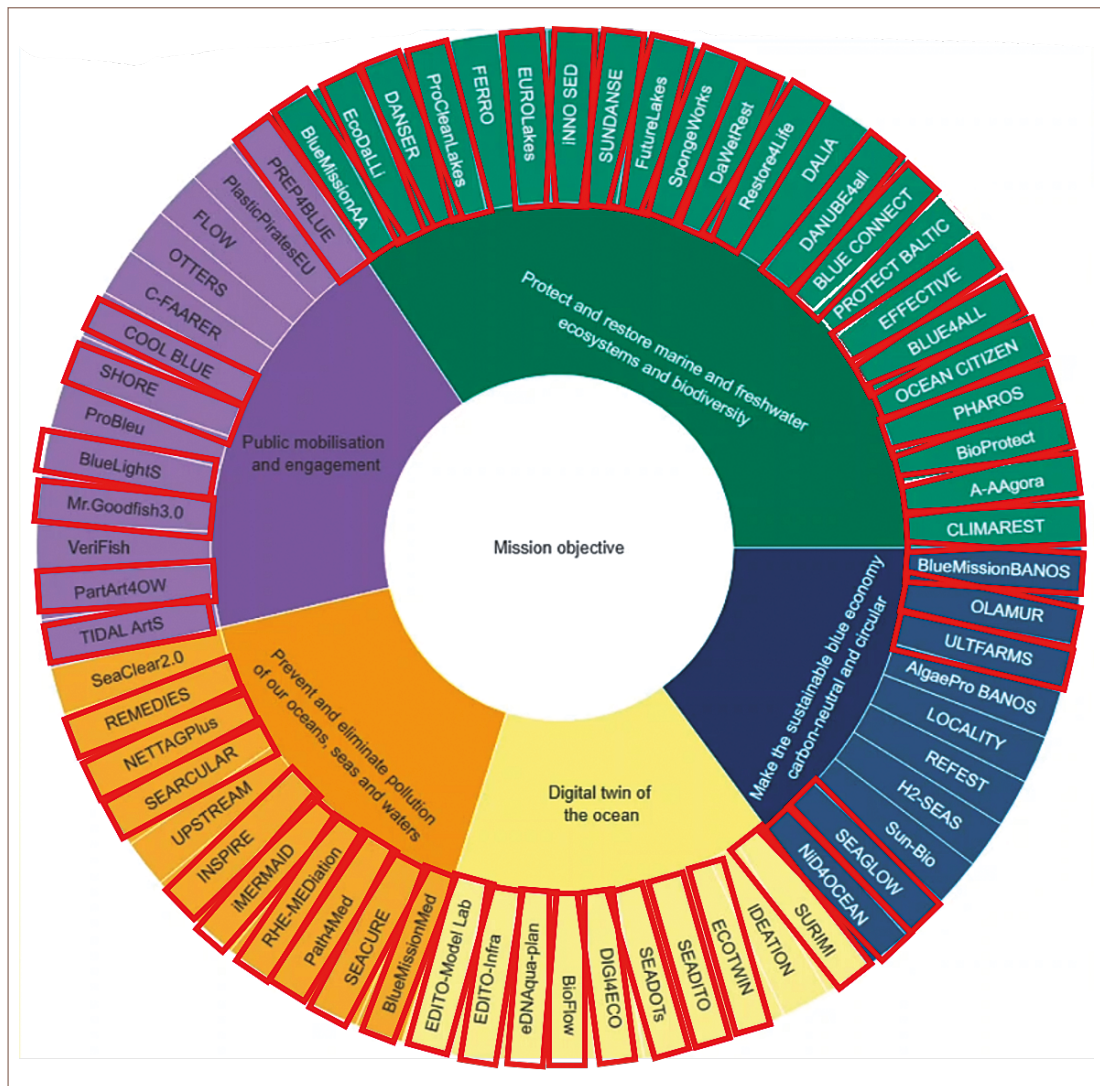 Mission objective
Protect and restore marine and freshwater
ecosystems and biodiversity
BlueMissionAA
EcoDaLLi
DANSER
ProCleanLakes
FERRO
EUROLakes
iNNO SED
SUNDANSE
FutureLakes
SpongeWorks
DaWetRest
Restore4Life
DALIA
DANUBE4all
BLUE CONNECT
PROTECT BALTIC
EFFECTIVE
BLUE4ALL
OCEAN CITIZEN
PHAROS
BioProtect
A-AAgora
CLIMAREST
Make the sustainable blue economy
carbon-neutral and circular
BlueMissionBANOS
OLAMUR
ULTFARMS
AlgaePro BANOS
LOCALITY
REFEST
H2-SEAS
Sun-Bio
SEAGLOW
NID4OCEAN
Digital twin of
the ocean
SURIMI
IDEATION
ECOTWIN
SEADITO
SEADOTs
DIGI4ECO
BioFlow
eDNAqua-plan
EDITO-Infra
EDITO-Model Lab
Prevent and eliminate pollution
of our oceans, seas and waters
BlueMissionMed
SEACURE
Path4Med
RHE-MEDiation
iMERMAID
INSPIRE
UPSTREAM
SEARCULAR
NETTAGPlus
REMEDIES
SeaClear2.0
Public mobilisation
and engagement
TIDAL ArtS
PartArt4OW
VeriFish
Mr.Goodfish3.0
BlueLightS
ProBleu
SHORE
COOL BLUE
C-FAARER
OTTERS
FLOW
PlasticPiratesEU
PREP4BLUE